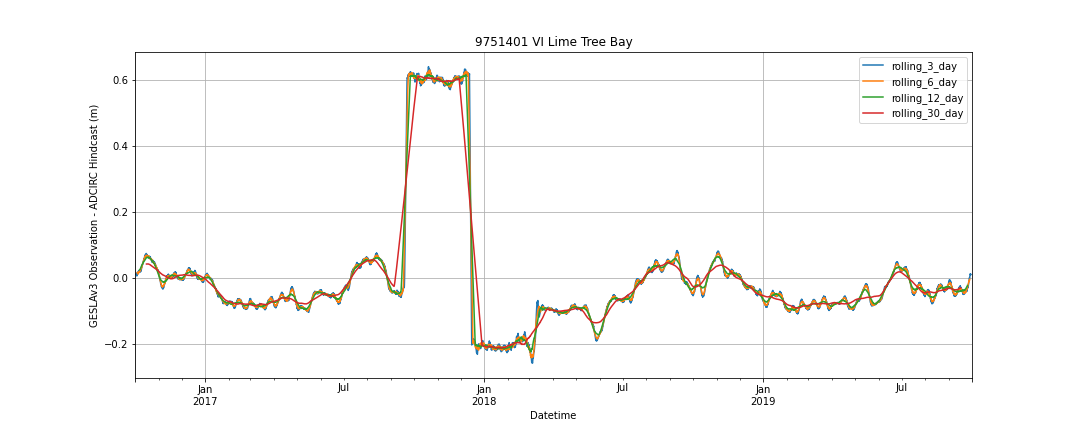 9751401 VI Lime Tree Bay
GESLAv3 Observation - ADCIRC Hindcast (m)
0.6
0.4
0.2
0.0
−0.2
rolling_3_day
rolling_6_day
rolling_12_day
rolling_30_day
Jan
2017
Jul
Jan
2018
Jul
Jan
2019
Jul
Datetime